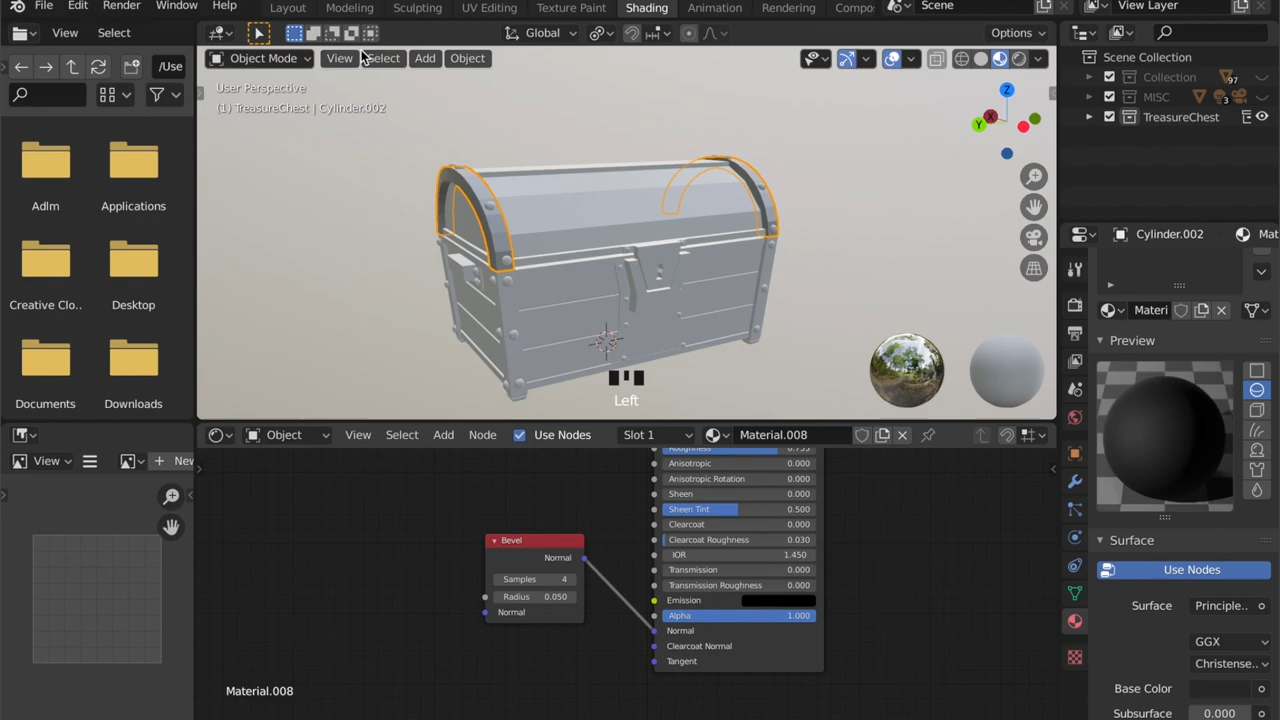 File Edit Render Window Help Layout Modeling Sculpting UV Editing Texture Paint Shading Animation Rendering Compo Scene View Layer
View Select Global Options
Object Mode View Select Add Object
/Use
User Perspective
(1) TreasureChest | Cylinder.002
Scene Collection
Collection 97
MISC 3
TreasureChest
Z
X
Y
Adlm Applications
Creative Clo... Desktop
Documents Downloads
Left
Cylinder.002 Mat
Materi
Preview
Surface
Use Nodes
Surface Principle..
GGX
Christense..
Base Color
Subsurface 0.000
Object View Select Add Node Use Nodes Slot 1 Material.008
View New
Roughness 0.755
Anisotropic 0.000
Anisotropic Rotation 0.000
Sheen 0.000
Sheen Tint 0.500
Clearcoat 0.000
Clearcoat Roughness 0.030
IOR 1.450
Transmission 0.000
Transmission Roughness 0.000
Emission
Alpha 1.000
Normal
Clearcoat Normal
Tangent
Bevel
Normal
Samples 4
Radius 0.050
Normal
Material.008